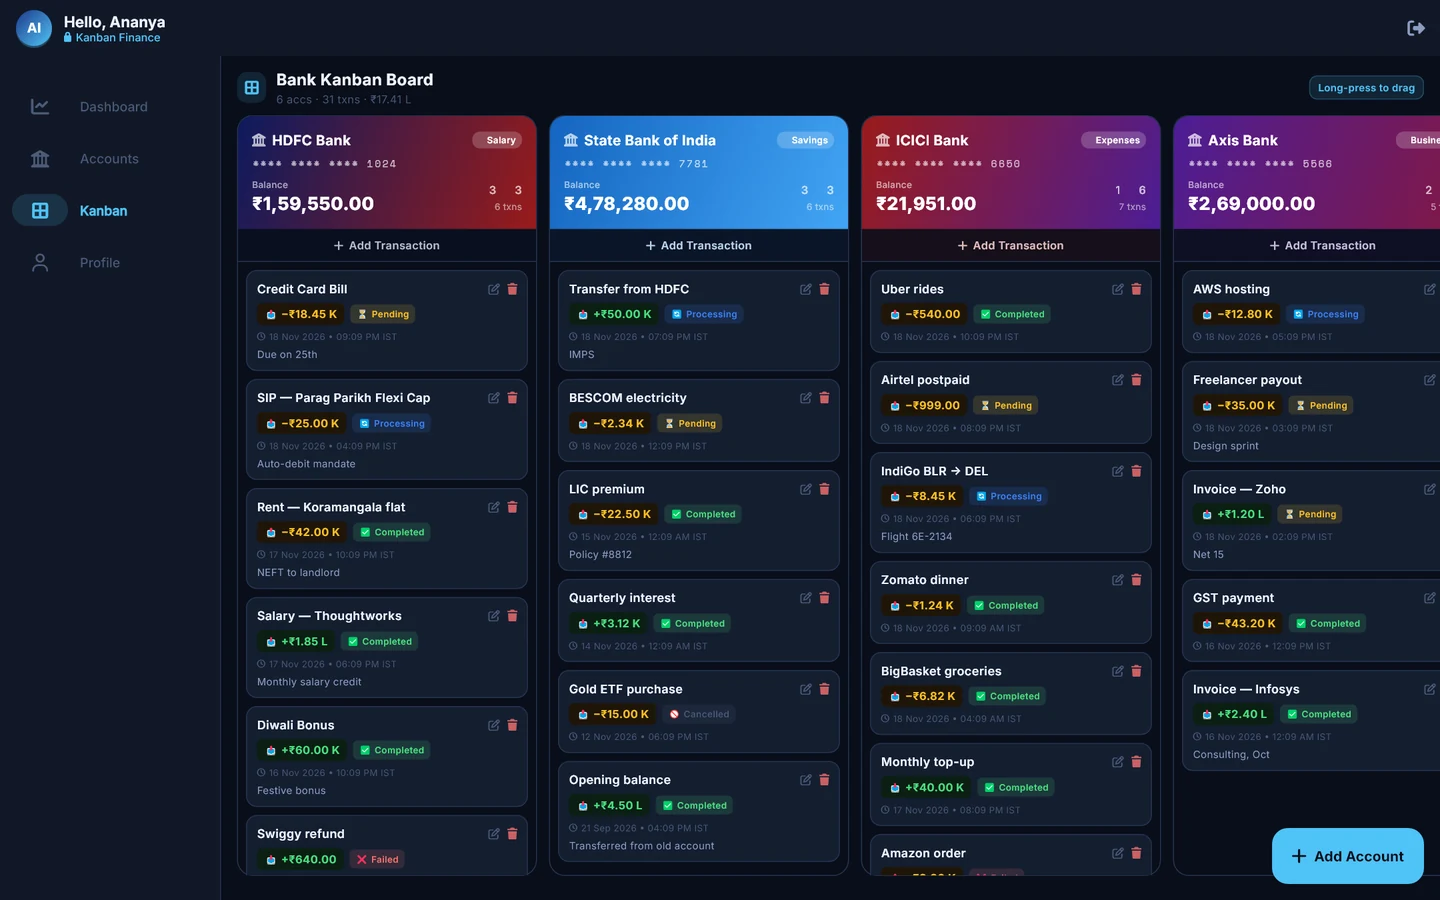 AI
Hello, Ananya
Kanban Finance
Dashboard
Accounts
Kanban
Profile
Bank Kanban Board
6 accs · 31 txns · ₹17.41 L
Long-press to drag
HDFC Bank
Salary
**** **** **** 1024
Balance
₹1,59,550.00
3 3
6 txns
+ Add Transaction
Credit Card Bill
−₹18.45 K Pending
18 Nov 2026 • 09:09 PM IST
Due on 25th
SIP — Parag Parikh Flexi Cap
−₹25.00 K Processing
18 Nov 2026 • 04:09 PM IST
Auto-debit mandate
Rent — Koramangala flat
−₹42.00 K Completed
17 Nov 2026 • 10:09 PM IST
NEFT to landlord
Salary — Thoughtworks
+₹1.85 L Completed
17 Nov 2026 • 06:09 PM IST
Monthly salary credit
Diwali Bonus
+₹60.00 K Completed
16 Nov 2026 • 10:09 PM IST
Festive bonus
Swiggy refund
+₹640.00 Failed
State Bank of India
Savings
**** **** **** 7781
Balance
₹4,78,280.00
3 3
6 txns
+ Add Transaction
Transfer from HDFC
+₹50.00 K Processing
18 Nov 2026 • 07:09 PM IST
IMPS
BESCOM electricity
−₹2.34 K Pending
18 Nov 2026 • 12:09 PM IST
LIC premium
−₹22.50 K Completed
15 Nov 2026 • 12:09 AM IST
Policy #8812
Quarterly interest
+₹3.12 K Completed
14 Nov 2026 • 12:09 AM IST
Gold ETF purchase
−₹15.00 K Cancelled
12 Nov 2026 • 06:09 PM IST
Opening balance
+₹4.50 L Completed
21 Sep 2026 • 04:09 PM IST
Transferred from old account
ICICI Bank
Expenses
**** **** **** 6650
Balance
₹21,951.00
1 6
7 txns
+ Add Transaction
Uber rides
−₹540.00 Completed
18 Nov 2026 • 10:09 PM IST
Airtel postpaid
−₹999.00 Pending
18 Nov 2026 • 08:09 PM IST
IndiGo BLR → DEL
−₹8.45 K Processing
18 Nov 2026 • 06:09 PM IST
Flight 6E-2134
Zomato dinner
−₹1.24 K Completed
18 Nov 2026 • 09:09 AM IST
BigBasket groceries
−₹6.82 K Completed
18 Nov 2026 • 04:09 AM IST
Monthly top-up
+₹40.00 K Completed
17 Nov 2026 • 08:09 PM IST
Amazon order
Axis Bank
Busine
**** **** **** 5566
Balance
₹2,69,000.00
2
5
+ Add Transaction
AWS hosting
−₹12.80 K Processing
18 Nov 2026 • 05:09 PM IST
Freelancer payout
−₹35.00 K Pending
18 Nov 2026 • 03:09 PM IST
Design sprint
Invoice — Zoho
+₹1.20 L Pending
18 Nov 2026 • 02:09 PM IST
Net 15
GST payment
−₹43.20 K Completed
16 Nov 2026 • 12:09 PM IST
Invoice — Infosys
+₹2.40 L Completed
16 Nov 2026 • 12:09 AM IST
Consulting, Oct
+ Add Account